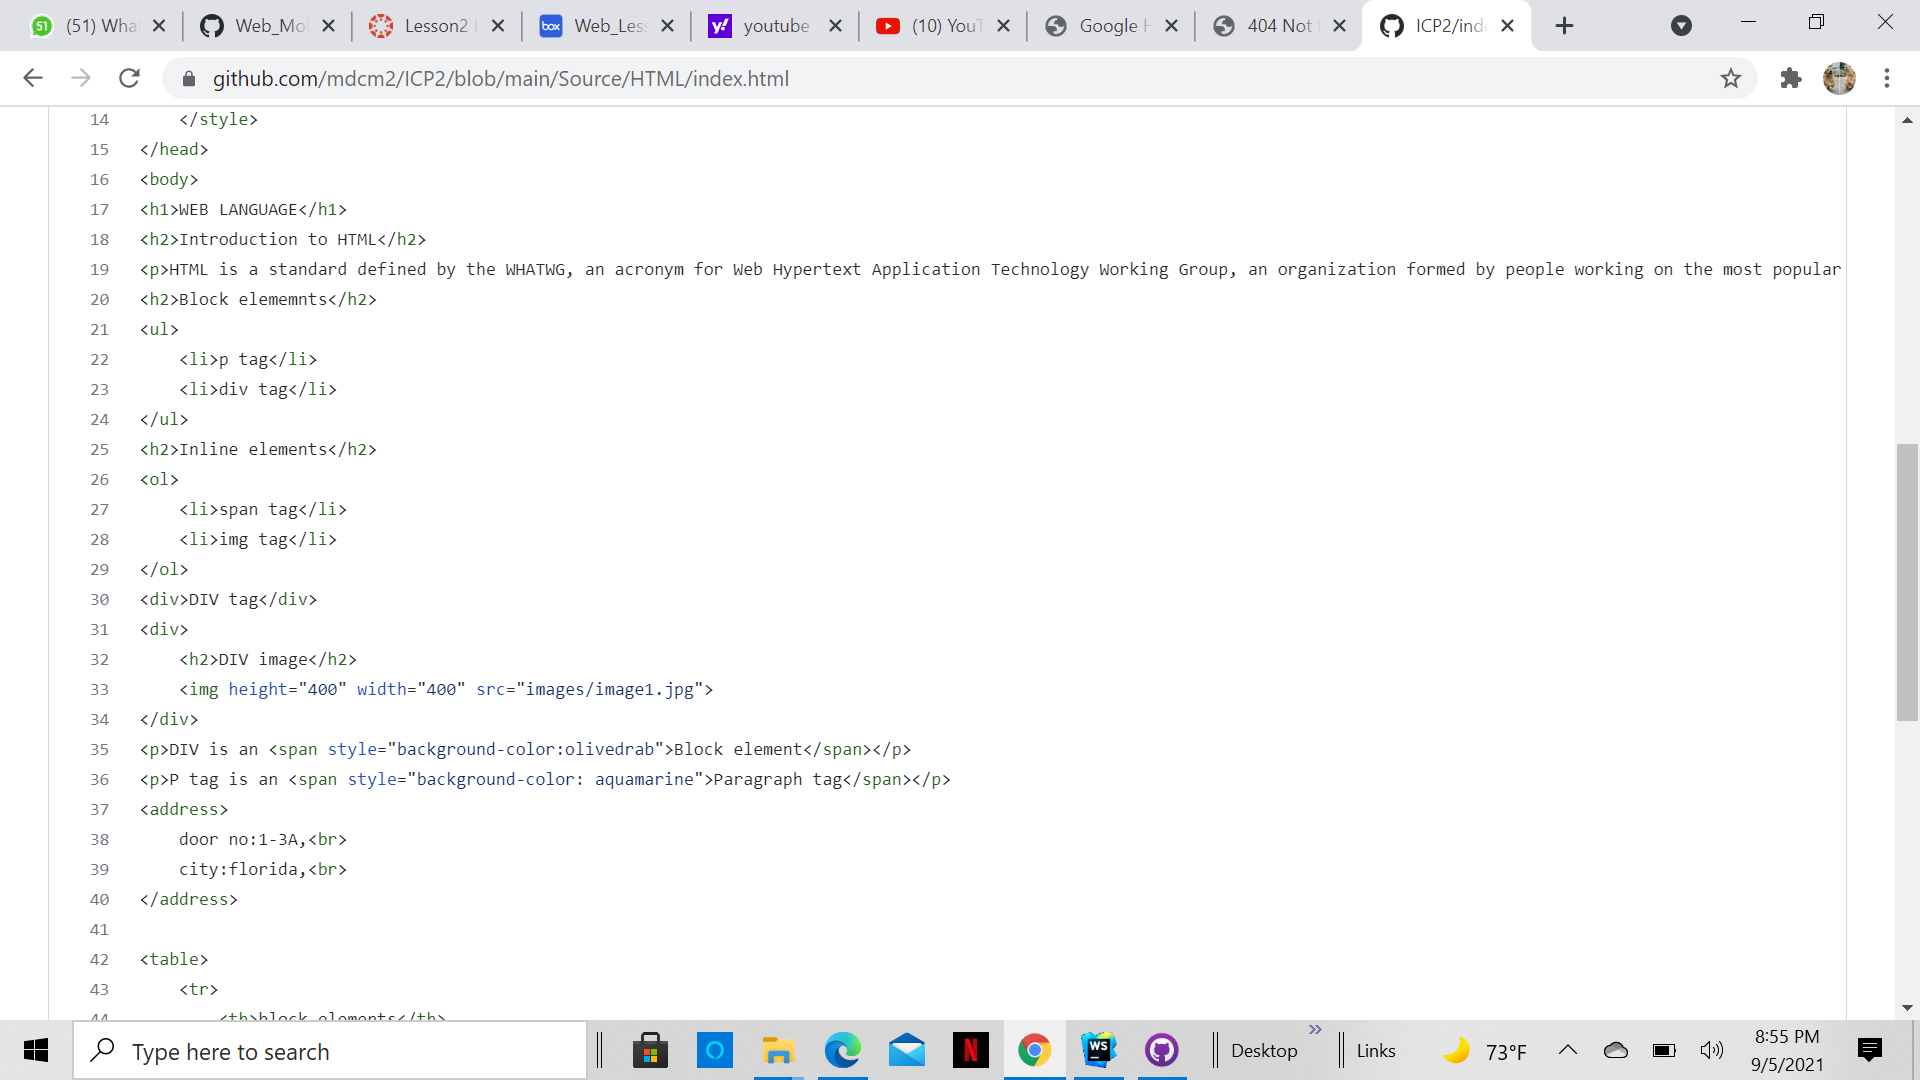 (51) Wha
Web_Mo
Lesson2
box Web_Less
y! youtube
(10) YouT
Google H
404 Not
ICP2/inde
github.com/mdcm2/ICP2/blob/main/Source/HTML/index.html
14 </style>
15 </head>
16 <body>
17 <h1>WEB LANGUAGE</h1>
18 <h2>Introduction to HTML</h2>
19 <p>HTML is a standard defined by the WHATWG, an acronym for Web Hypertext Application Technology Working Group, an organization formed by people working on the most popular
20 <h2>Block elememnts</h2>
21 <ul>
22 <li>p tag</li>
23 <li>div tag</li>
24 </ul>
25 <h2>Inline elements</h2>
26 <ol>
27 <li>span tag</li>
28 <li>img tag</li>
29 </ol>
30 <div>DIV tag</div>
31 <div>
32 <h2>DIV image</h2>
33 <img height="400" width="400" src="images/image1.jpg">
34 </div>
35 <p>DIV is an <span style="background-color:olivedrab">Block element</span></p>
36 <p>P tag is an <span style="background-color: aquamarine">Paragraph tag</span></p>
37 <address>
38 door no:1-3A,<br>
39 city:florida,<br>
40 </address>
41
42 <table>
43 <tr>
44 <th>block elements</th>
Type here to search
N
WS
Desktop
Links
73°F
8:55 PM
9/5/2021